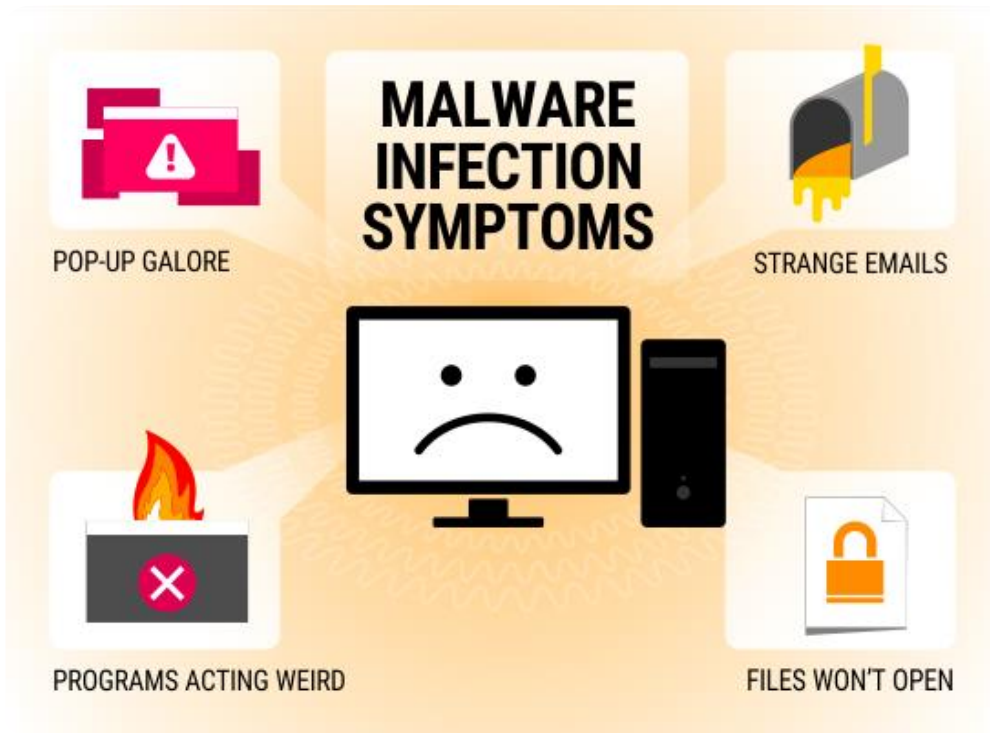 MALWARE
INFECTION
SYMPTOMS
POP-UP GALORE
STRANGE EMAILS
PROGRAMS ACTING WEIRD
FILES WON'T OPEN